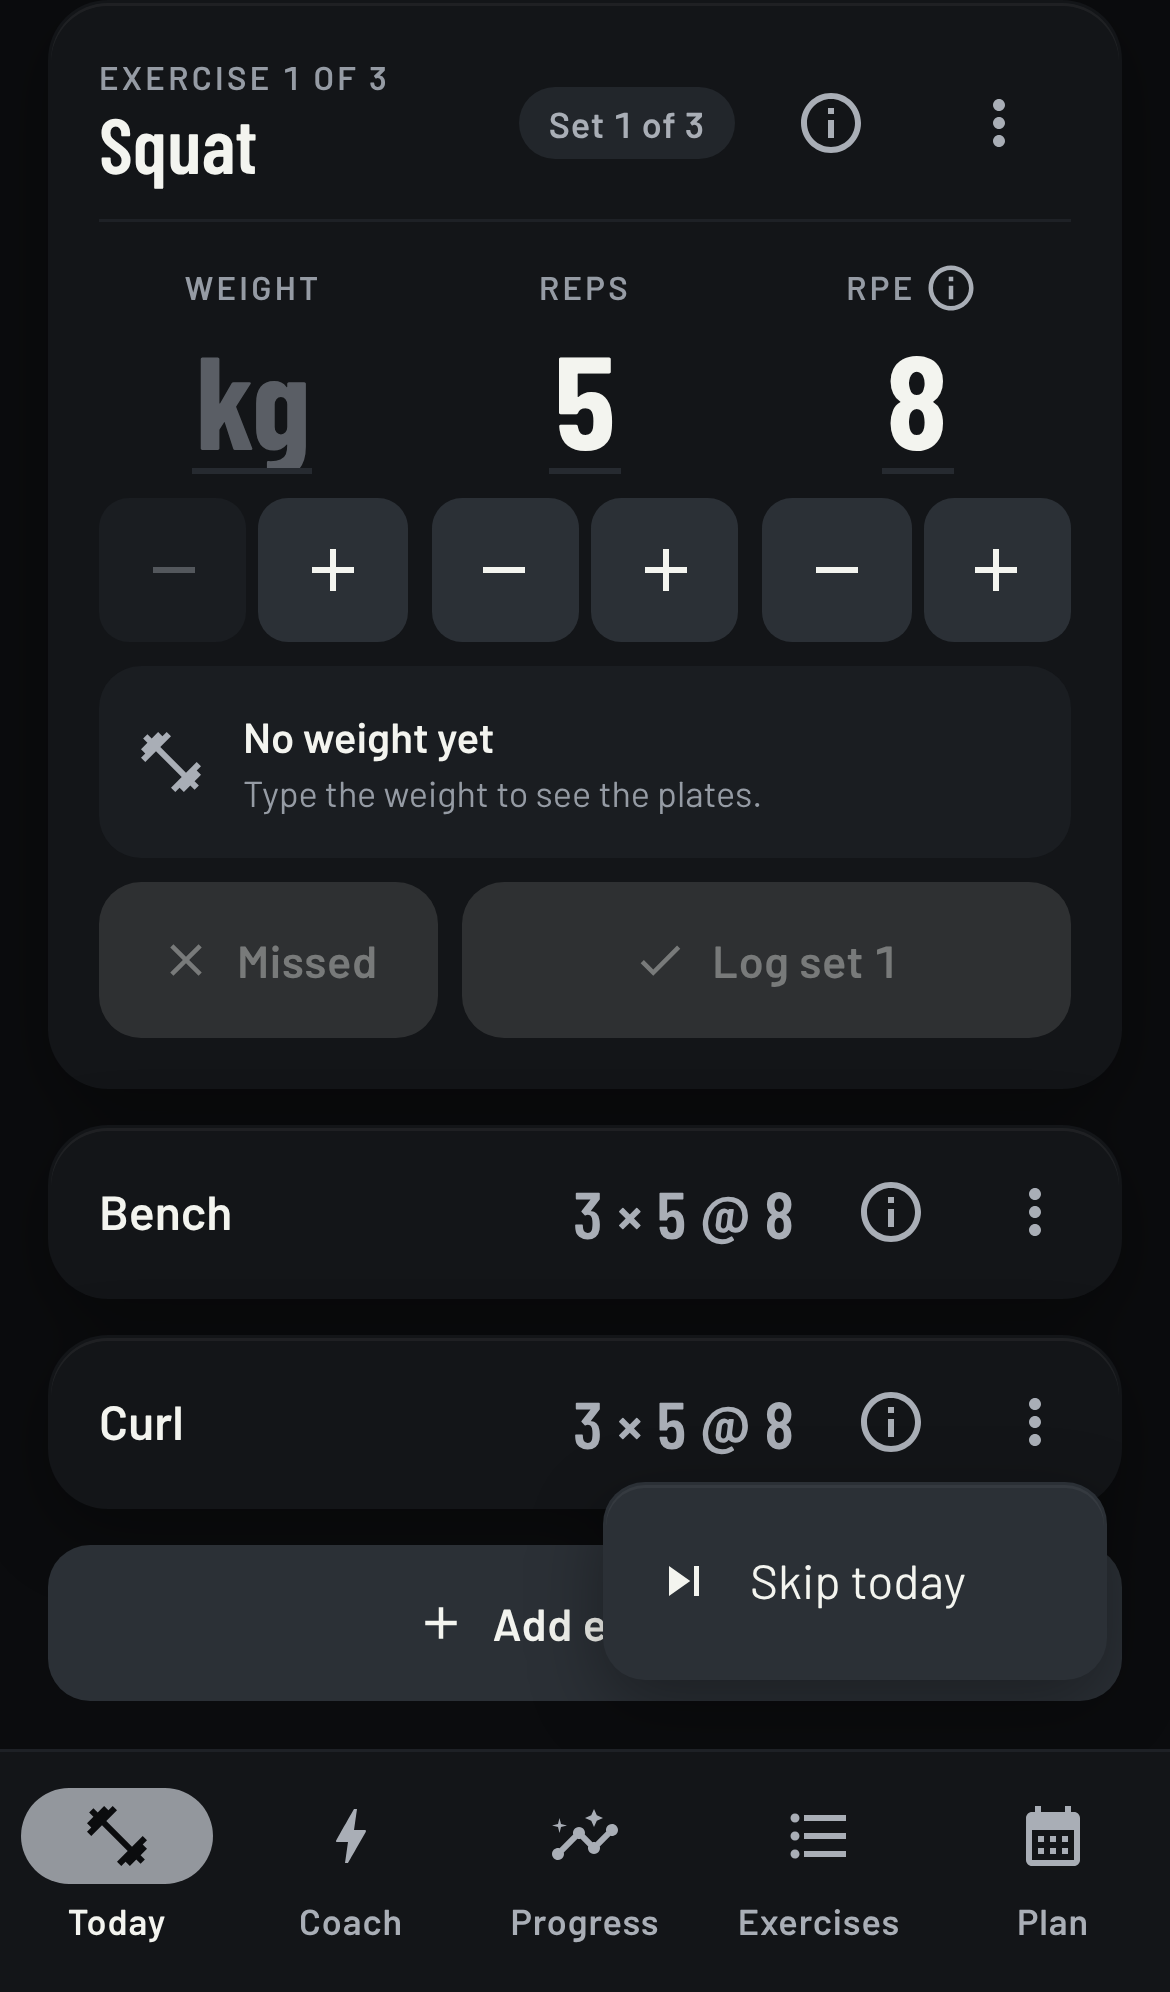 EXERCISE 1 OF 3
Squat
Set 1 of 3
WEIGHT REPS RPE
kg 5 8
No weight yet
Type the weight to see the plates.
Missed Log set 1
Bench 3 × 5 @ 8
Curl 3 × 5 @ 8
Skip today
Add
Today Coach Progress Exercises Plan